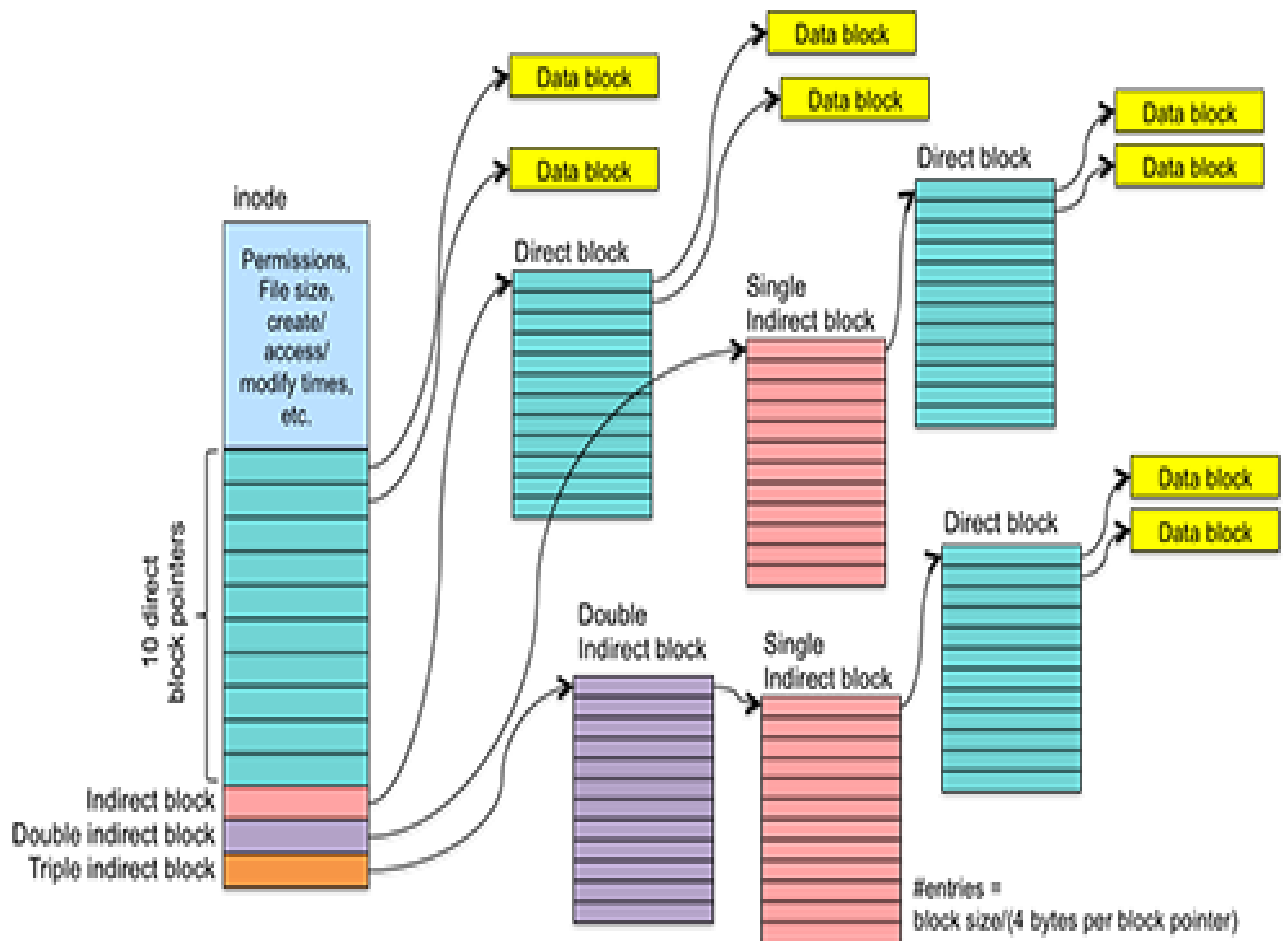 Data block
Data block
Data block
Data block
Data block
Data block
Direct block
inode
Direct block
Permissions,
File size,
create/
access/
modify times,
etc.
Single
Indirect block
Data block
Data block
Direct block
10 direct
block pointers
Double
Indirect block
Single
Indirect block
Indirect block
Double indirect block
Triple indirect block
#entries =
block size/(4 bytes per block pointer)